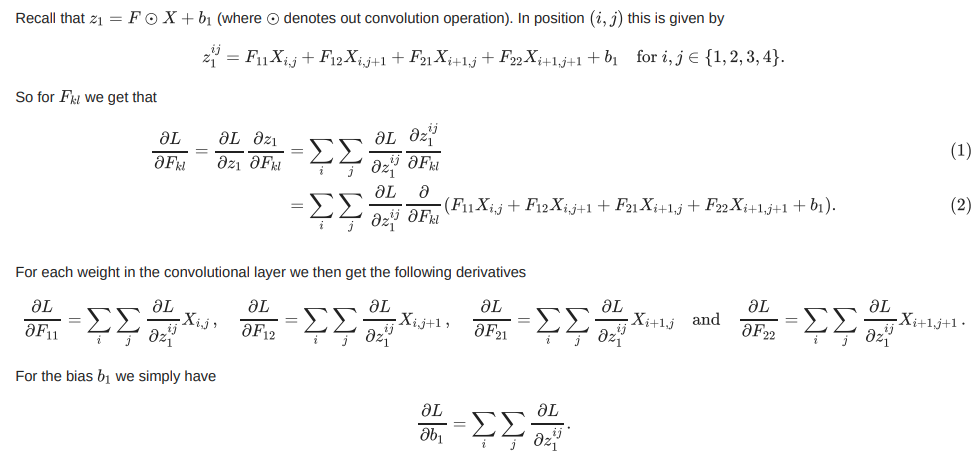 Recall that $z_1 = F \odot X + b_1$ (where $\odot$ denotes out convolution operation). In position $(i, j)$ this is given by
$z_1^{ij} = F_{11}X_{i,j} + F_{12}X_{i,j+1} + F_{21}X_{i+1,j} + F_{22}X_{i+1,j+1} + b_1 \quad \text{for } i, j \in \{1, 2, 3, 4\}.$
So for $F_{kl}$ we get that
$\frac{\partial L}{\partial F_{kl}} = \frac{\partial L}{\partial z_1} \frac{\partial z_1}{\partial F_{kl}} = \sum_i \sum_j \frac{\partial L}{\partial z_1^{ij}} \frac{\partial z_1^{ij}}{\partial F_{kl}} \quad (1)$
$= \sum_i \sum_j \frac{\partial L}{\partial z_1^{ij}} \frac{\partial}{\partial F_{kl}} (F_{11}X_{i,j} + F_{12}X_{i,j+1} + F_{21}X_{i+1,j} + F_{22}X_{i+1,j+1} + b_1). \quad (2)$
For each weight in the convolutional layer we then get the following derivatives
$\frac{\partial L}{\partial F_{11}} = \sum_i \sum_j \frac{\partial L}{\partial z_1^{ij}} X_{i,j}, \quad \frac{\partial L}{\partial F_{12}} = \sum_i \sum_j \frac{\partial L}{\partial z_1^{ij}} X_{i,j+1}, \quad \frac{\partial L}{\partial F_{21}} = \sum_i \sum_j \frac{\partial L}{\partial z_1^{ij}} X_{i+1,j} \quad \text{and} \quad \frac{\partial L}{\partial F_{22}} = \sum_i \sum_j \frac{\partial L}{\partial z_1^{ij}} X_{i+1,j+1}.$
For the bias $b_1$ we simply have
$\frac{\partial L}{\partial b_1} = \sum_i \sum_j \frac{\partial L}{\partial z_1^{ij}}.$